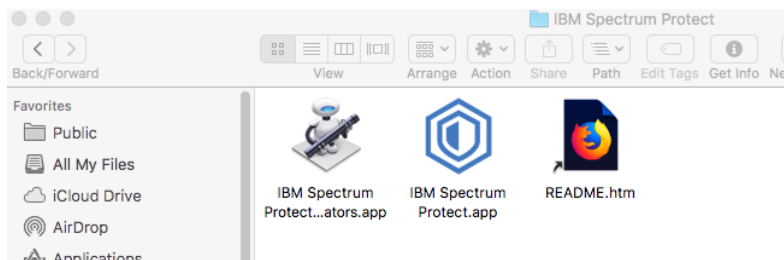 IBM Spectrum Protect
Back/Forward
View
Arrange
Action
Share
Path
Edit Tags
Get Info
Favorites
Public
All My Files
iCloud Drive
AirDrop
Applications
IBM Spectrum
Protect...ators.app
IBM Spectrum
Protect.app
README.htm